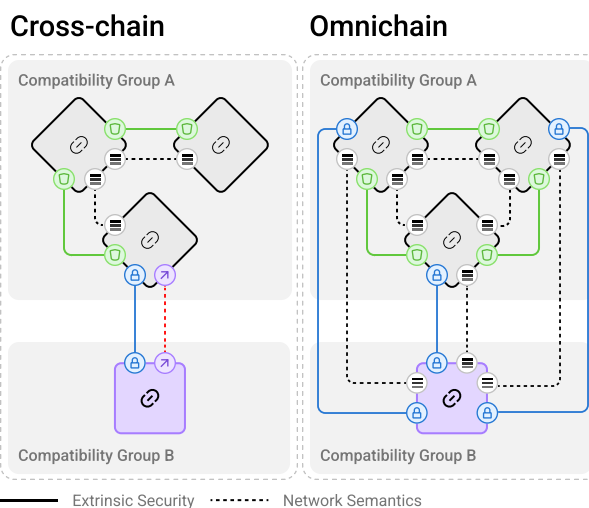 Cross-chain
Omnichain
Compatibility Group A
Compatibility Group A
Compatibility Group B
Compatibility Group B
Extrinsic Security
Network Semantics